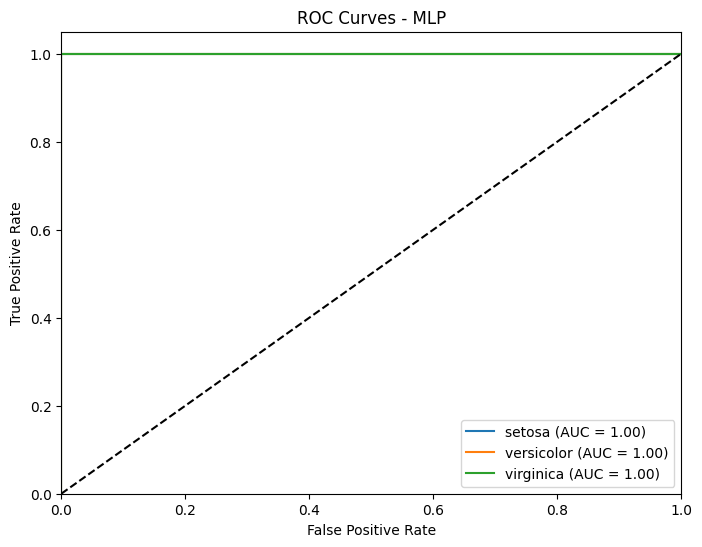 ROC Curves - MLP
True Positive Rate
1.0
0.8
0.6
0.4
0.2
0.0
0.0 0.2 0.4 0.6 0.8 1.0
False Positive Rate
setosa (AUC = 1.00)
versicolor (AUC = 1.00)
virginica (AUC = 1.00)